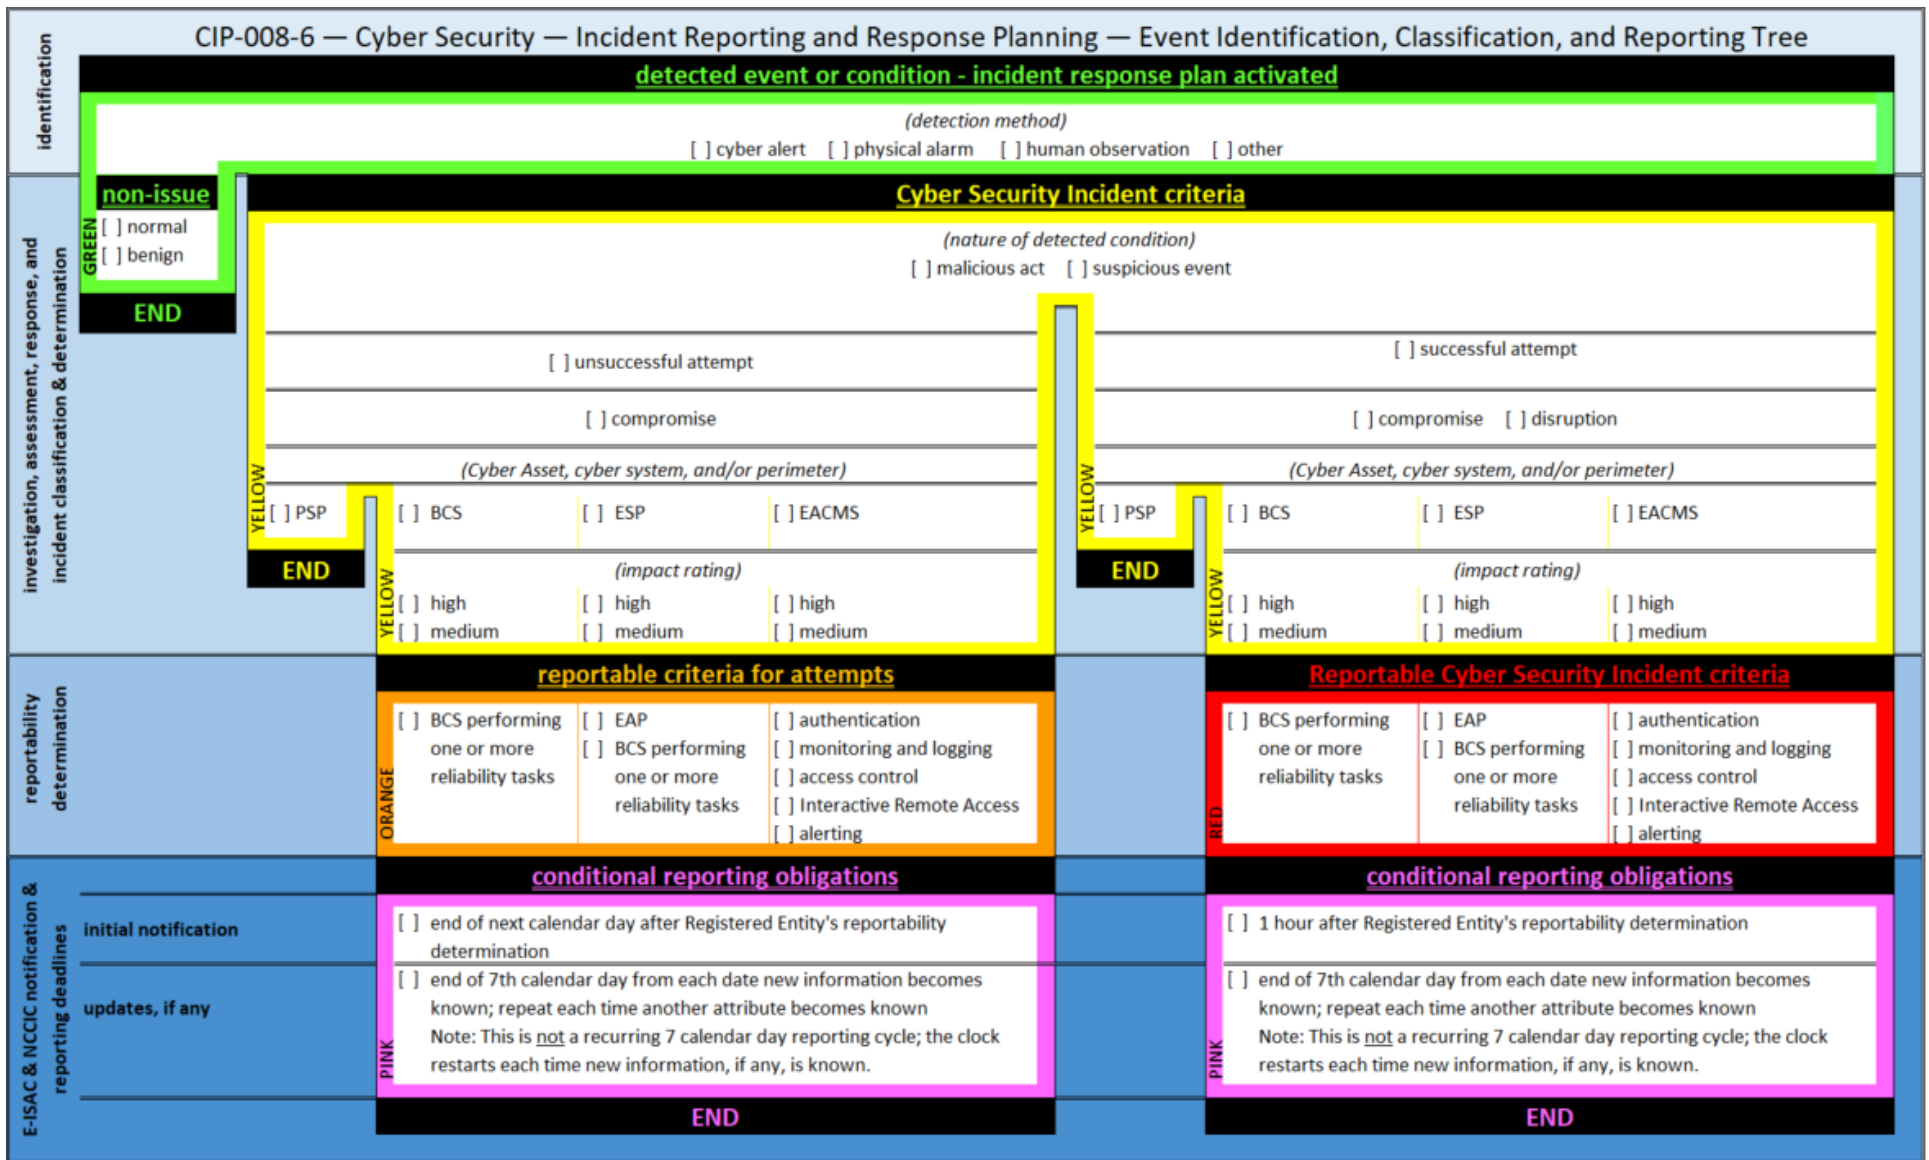 CIP-008-6 — Cyber Security — Incident Reporting and Response Planning — Event Identification, Classification, and Reporting Tree
identification
detected event or condition - incident response plan activated
(detection method)
[ ] cyber alert [ ] physical alarm [ ] human observation [ ] other
investigation, assessment, response, and
incident classification & determination
GREEN
non-issue
[ ] normal
[ ] benign
END
Cyber Security Incident criteria
(nature of detected condition)
[ ] malicious act [ ] suspicious event
YELLOW
[ ] unsuccessful attempt
[ ] compromise
(Cyber Asset, cyber system, and/or perimeter)
[ ] PSP
END
YELLOW
[ ] BCS [ ] ESP [ ] EACMS
(impact rating)
[ ] high [ ] high [ ] high
[ ] medium [ ] medium [ ] medium
YELLOW
[ ] successful attempt
[ ] compromise [ ] disruption
(Cyber Asset, cyber system, and/or perimeter)
[ ] PSP
END
YELLOW
[ ] BCS [ ] ESP [ ] EACMS
(impact rating)
[ ] high [ ] high [ ] high
[ ] medium [ ] medium [ ] medium
reportability
determination
reportable criteria for attempts
ORANGE
[ ] BCS performing
one or more
reliability tasks
[ ] EAP
[ ] BCS performing
one or more
reliability tasks
[ ] authentication
[ ] monitoring and logging
[ ] access control
[ ] Interactive Remote Access
[ ] alerting
Reportable Cyber Security Incident criteria
RED
[ ] BCS performing
one or more
reliability tasks
[ ] EAP
[ ] BCS performing
one or more
reliability tasks
[ ] authentication
[ ] monitoring and logging
[ ] access control
[ ] Interactive Remote Access
[ ] alerting
E-ISAC & NCCIC notification &
reporting deadlines
initial notification
updates, if any
conditional reporting obligations
PINK
[ ] end of next calendar day after Registered Entity's reportability
determination
[ ] end of 7th calendar day from each date new information becomes
known; repeat each time another attribute becomes known
Note: This is not a recurring 7 calendar day reporting cycle; the clock
restarts each time new information, if any, is known.
END
conditional reporting obligations
PINK
[ ] 1 hour after Registered Entity's reportability determination
[ ] end of 7th calendar day from each date new information becomes
known; repeat each time another attribute becomes known
Note: This is not a recurring 7 calendar day reporting cycle; the clock
restarts each time new information, if any, is known.
END